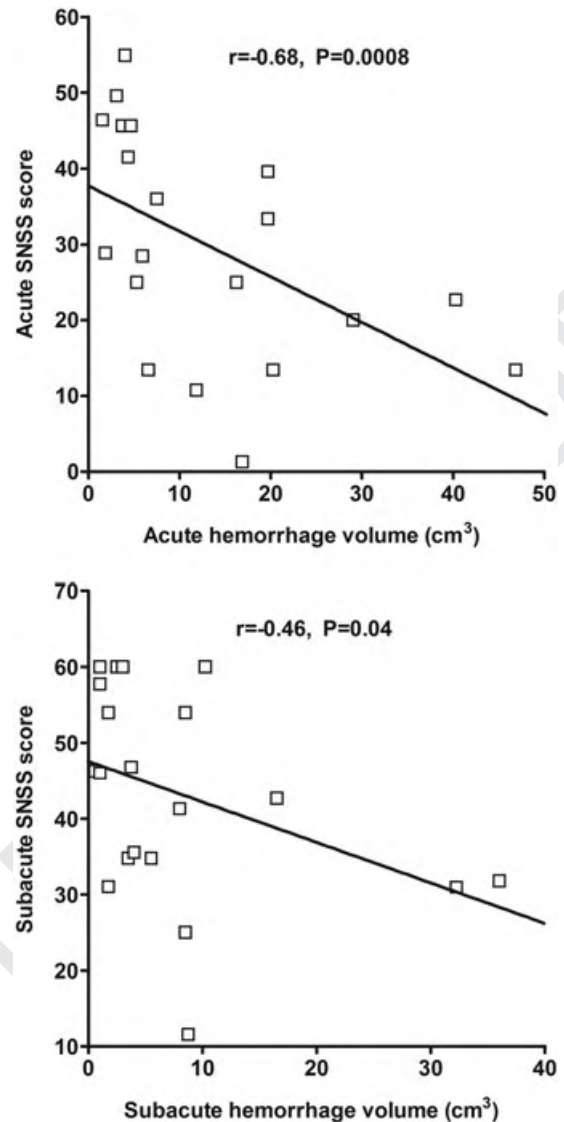 r=-0.68, P=0.0008
Acute SNSS score
60
50
40
30
20
10
0
0 10 20 30 40 50
Acute hemorrhage volume (cm³)
r=-0.46, P=0.04
Subacute SNSS score
70
60
50
40
30
20
10
0 10 20 30 40
Subacute hemorrhage volume (cm³)